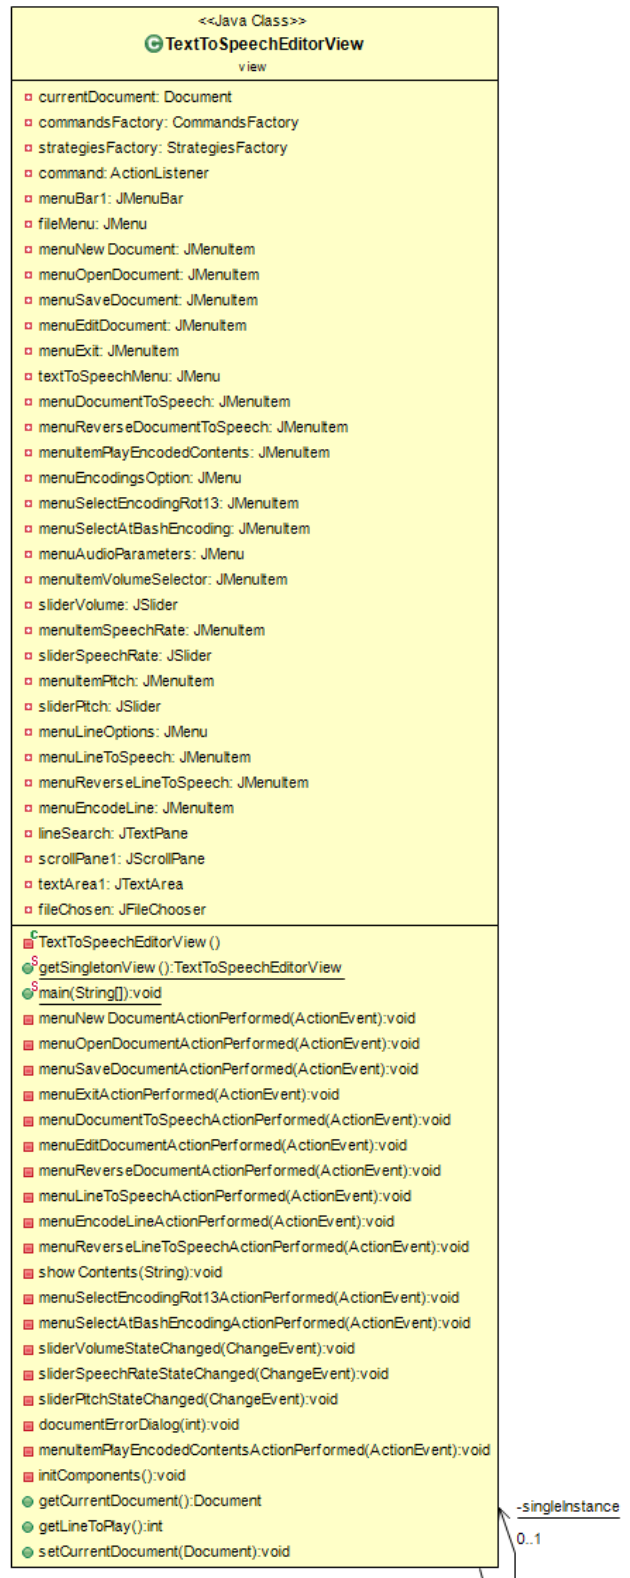 <<Java Class>>
TextToSpeechEditorView
view
currentDocument: Document
commandsFactory: CommandsFactory
strategiesFactory: StrategiesFactory
command: ActionListener
menuBar1: JMenuBar
fileMenu: JMenu
menuNewDocument: JMenuItem
menuOpenDocument: JMenuItem
menuSaveDocument: JMenuItem
menuEditDocument: JMenuItem
menuExit: JMenuItem
textToSpeechMenu: JMenu
menuDocumentToSpeech: JMenuItem
menuReverseDocumentToSpeech: JMenuItem
menuItemPlayEncodedContents: JMenuItem
menuEncodingsOption: JMenu
menuSelectEncodingRot13: JMenuItem
menuSelectAtBashEncoding: JMenuItem
menuAudioParameters: JMenu
menuItemVolumeSelector: JMenuItem
sliderVolume: JSlider
menuItemSpeechRate: JMenuItem
sliderSpeechRate: JSlider
menuItemPitch: JMenuItem
sliderPitch: JSlider
menuLineOptions: JMenu
menuLineToSpeech: JMenuItem
menuReverseLineToSpeech: JMenuItem
menuEncodeLine: JMenuItem
lineSearch: JTextPane
scrollPane1: JScrollPane
textArea1: JTextArea
fileChosen: JFileChooser
TextToSpeechEditorView()
getSingletonView():TextToSpeechEditorView
main(String[]):void
menuNewDocumentActionPerformed(ActionEvent):void
menuOpenDocumentActionPerformed(ActionEvent):void
menuSaveDocumentActionPerformed(ActionEvent):void
menuExitActionPerformed(ActionEvent):void
menuDocumentToSpeechActionPerformed(ActionEvent):void
menuEditDocumentActionPerformed(ActionEvent):void
menuReverseDocumentActionPerformed(ActionEvent):void
menuLineToSpeechActionPerformed(ActionEvent):void
menuEncodeLineActionPerformed(ActionEvent):void
menuReverseLineToSpeechActionPerformed(ActionEvent):void
showContents(String):void
menuSelectEncodingRot13ActionPerformed(ActionEvent):void
menuSelectAtBashEncodingActionPerformed(ActionEvent):void
sliderVolumeStateChanged(ChangeEvent):void
sliderSpeechRateStateChanged(ChangeEvent):void
sliderPitchStateChanged(ChangeEvent):void
documentErrorDialog(int):void
menuItemPlayEncodedContentsActionPerformed(ActionEvent):void
initComponents():void
getCurrentDocument():Document
getLineToPlay():int
setCurrentDocument(Document):void
-singleInstance
0..1